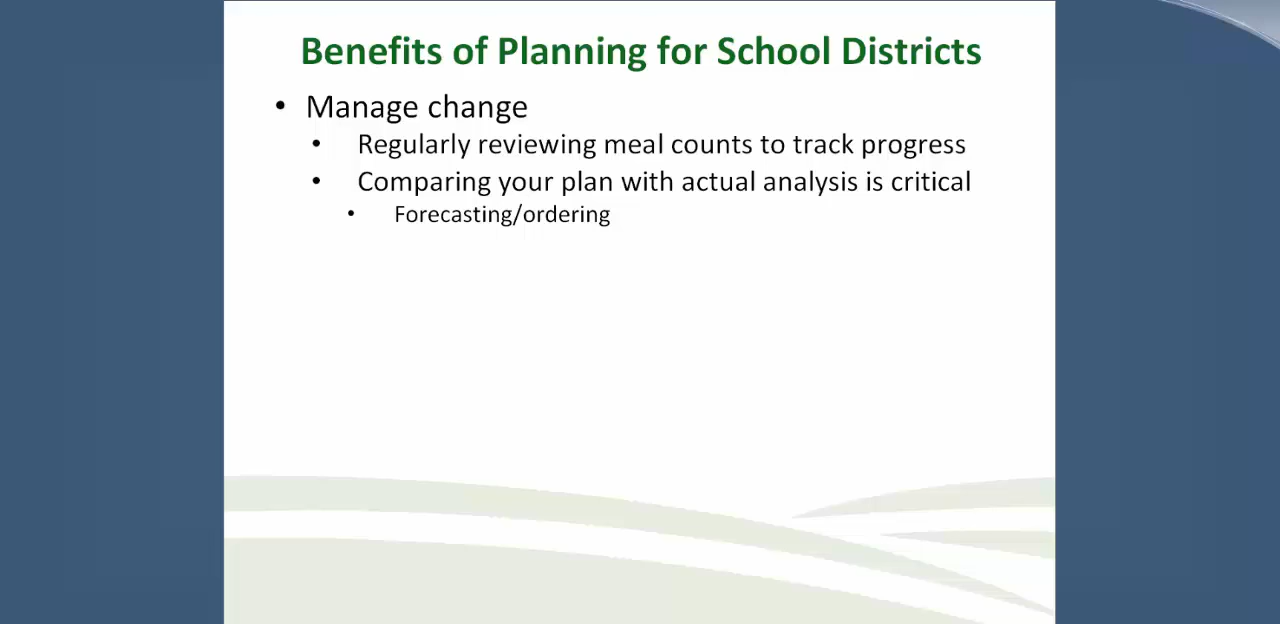 Benefits of Planning for School Districts
• Manage change
• Regularly reviewing meal counts to track progress
• Comparing your plan with actual analysis is critical
• Forecasting/ordering